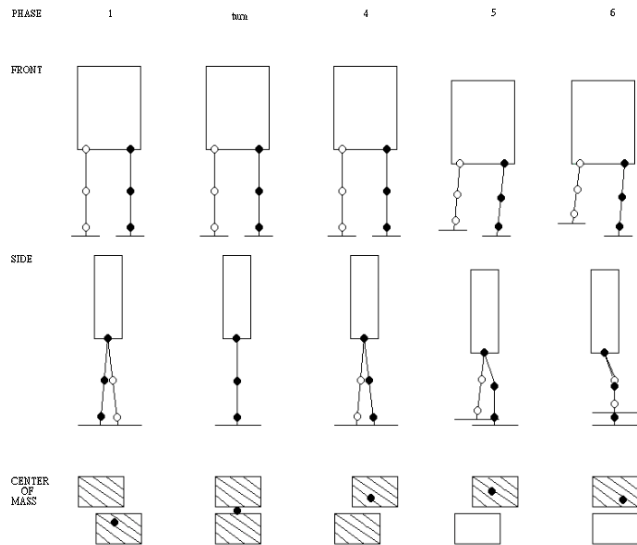 PHASE 1 turn 4 5 6
FRONT
SIDE
CENTER
OF
MASS